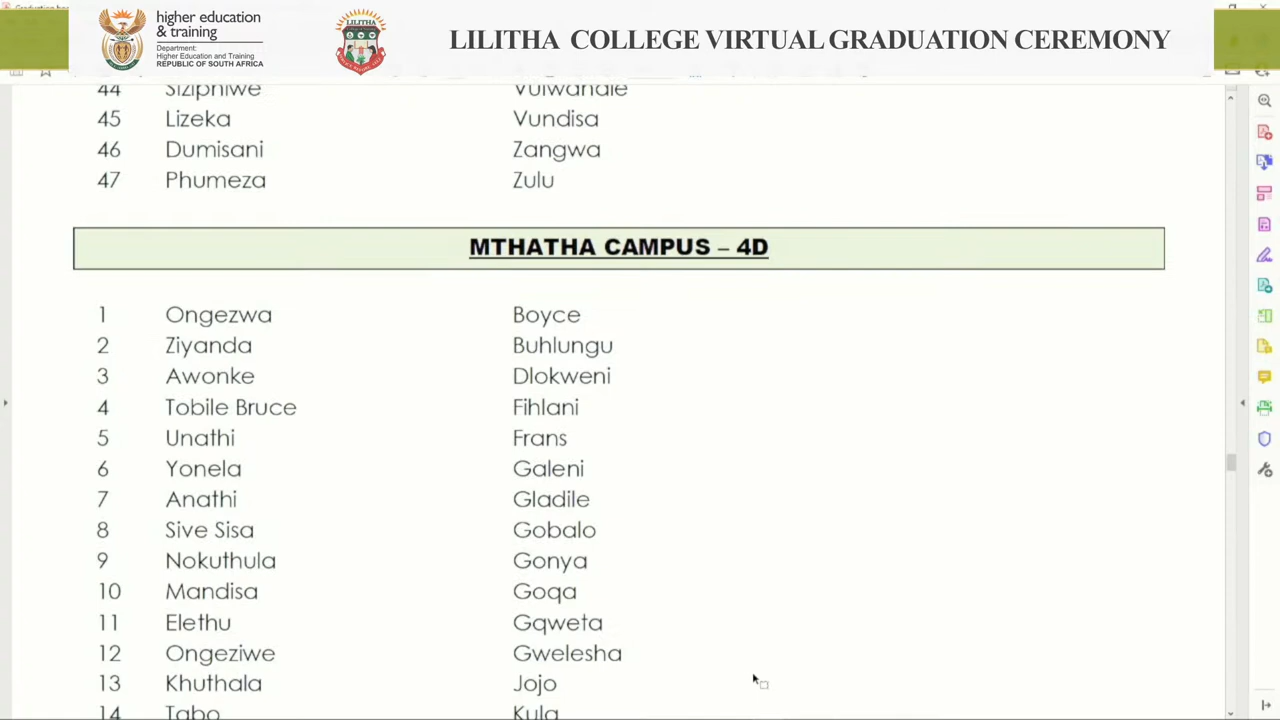 higher education
& training
Department:
Higher Education and Training
REPUBLIC OF SOUTH AFRICA
LILITHA
LILITHA COLLEGE VIRTUAL GRADUATION CEREMONY
44 Siziphiwe Vulwandle
45 Lizeka Vundisa
46 Dumisani Zangwa
47 Phumeza Zulu
MTHATHA CAMPUS – 4D
1 Ongezwa Boyce
2 Ziyanda Buhlungu
3 Awonke Dlokweni
4 Tobile Bruce Fihlani
5 Unathi Frans
6 Yonela Galeni
7 Anathi Gladile
8 Sive Sisa Gobalo
9 Nokuthula Gonya
10 Mandisa Goqa
11 Elethu Gqweta
12 Ongeziwe Gwelesha
13 Khuthala Jojo
14 Tabo Kula